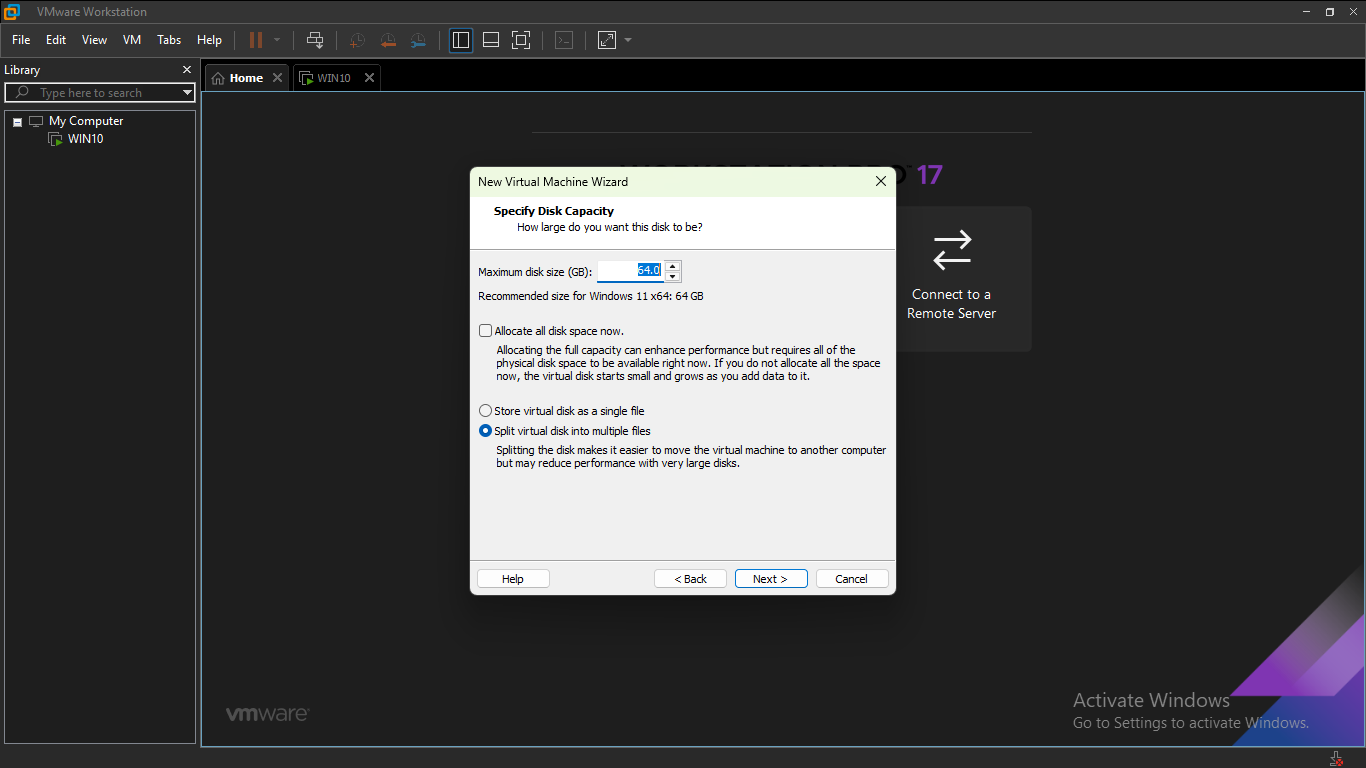 VMware Workstation
File Edit View VM Tabs Help
Library
Type here to search
My Computer
WIN10
Home
WIN10
17
New Virtual Machine Wizard
Specify Disk Capacity
How large do you want this disk to be?
Maximum disk size (GB): 64.0
Recommended size for Windows 11 x64: 64 GB
Allocate all disk space now.
Allocating the full capacity can enhance performance but requires all of the
physical disk space to be available right now. If you do not allocate all the space
now, the virtual disk starts small and grows as you add data to it.
Store virtual disk as a single file
Split virtual disk into multiple files
Splitting the disk makes it easier to move the virtual machine to another computer
but may reduce performance with very large disks.
Help < Back Next > Cancel
Connect to a
Remote Server
vmware
Activate Windows
Go to Settings to activate Windows.